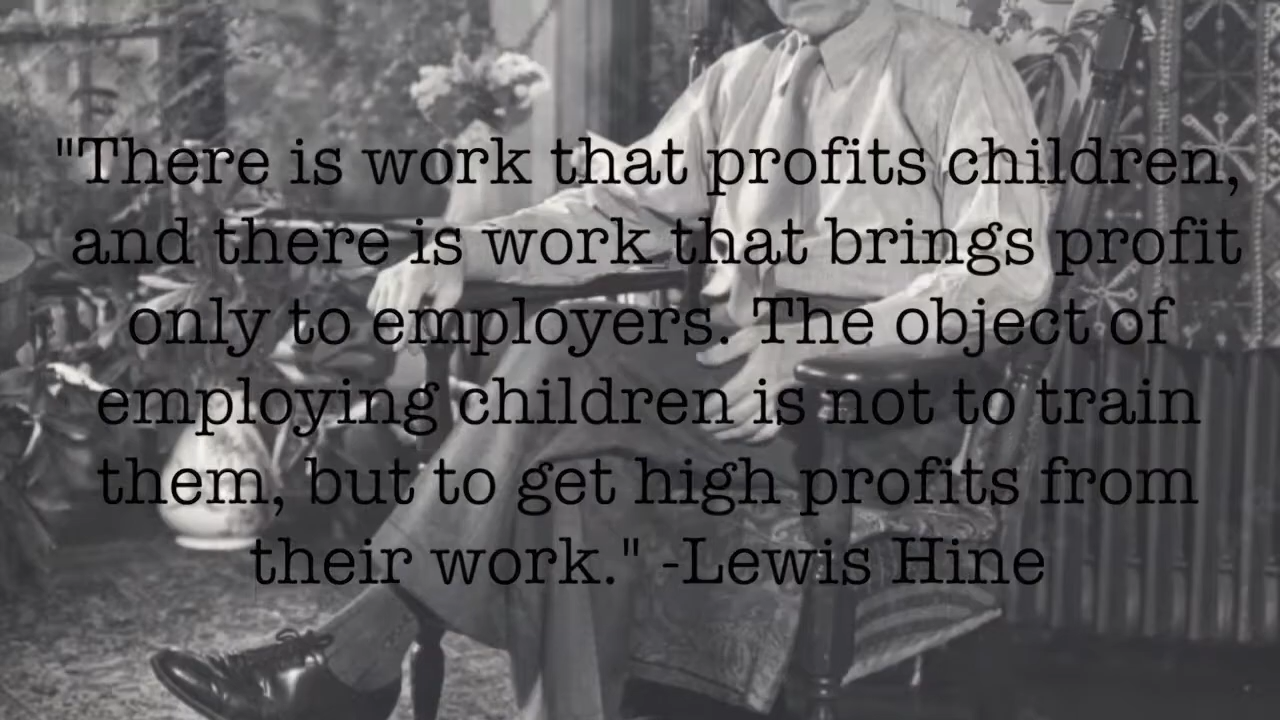 "There is work that profits children,
and there is work that brings profit
only to employers. The object of
employing children is not to train
them, but to get high profits from
their work." -Lewis Hine